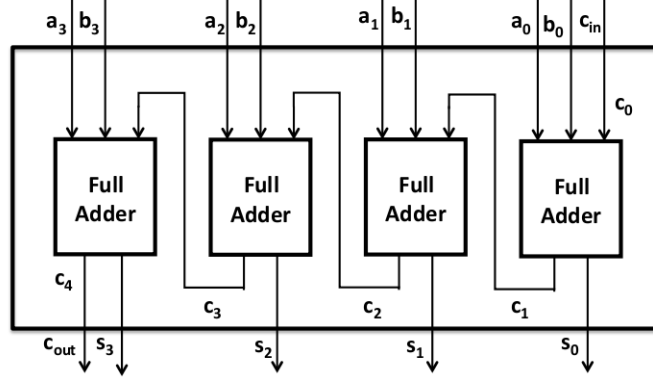 a3 b3 a2 b2 a1 b1 a0 b0 cin
c0
Full Adder
Full Adder
Full Adder
Full Adder
c4 c3 c2 c1
cout s3 s2 s1 s0